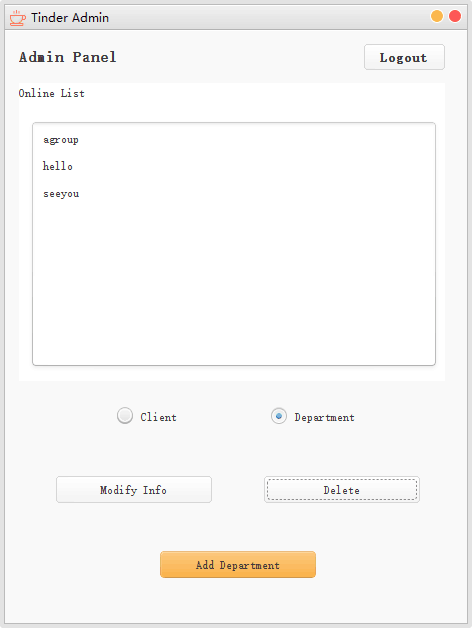 Tinder Admin
Admin Panel
Logout
Online List
agroup
hello
seeyou
Client
Department
Modify Info
Delete
Add Department